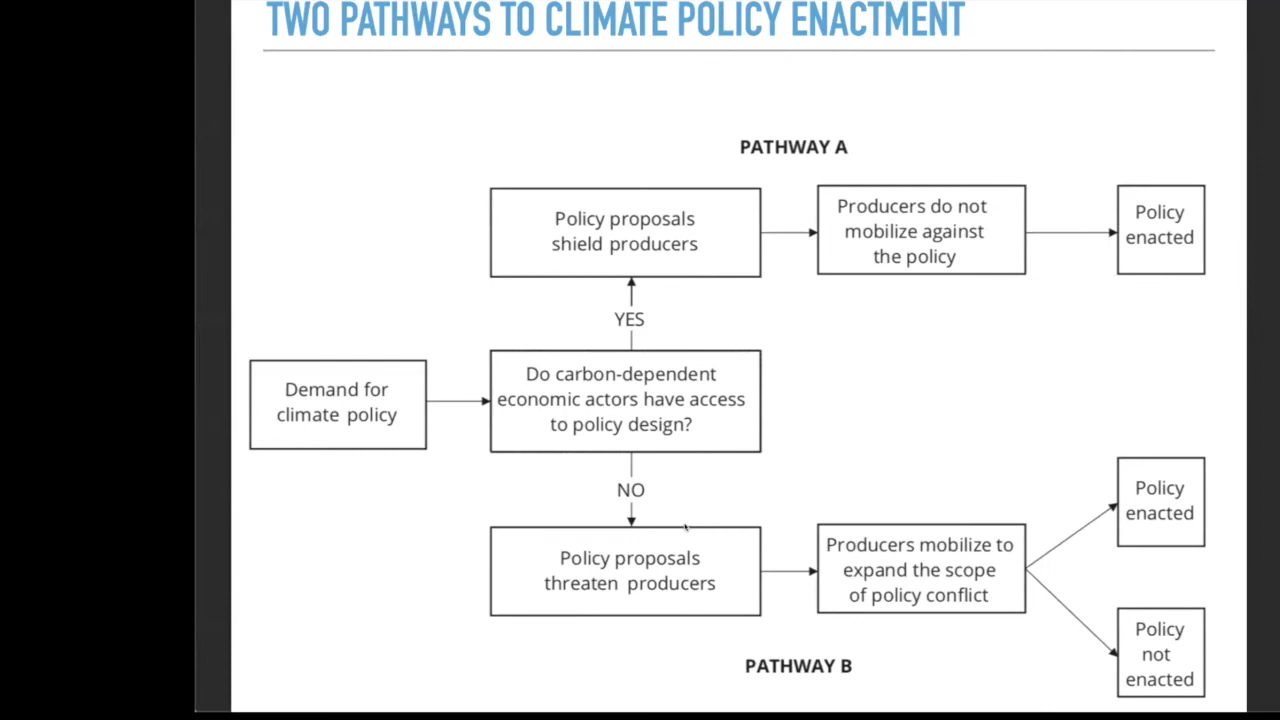 TWO PATHWAYS TO CLIMATE POLICY ENACTMENT
PATHWAY A
Policy proposals
shield producers
Producers do not
mobilize against
the policy
Policy
enacted
YES
Demand for
climate policy
Do carbon-dependent
economic actors have access
to policy design?
NO
Policy proposals
threaten producers
Producers mobilize to
expand the scope
of policy conflict
Policy
enacted
Policy
not
enacted
PATHWAY B